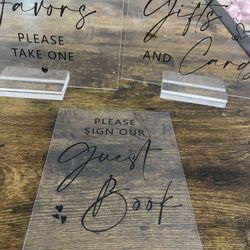 Favors
PLEASE
TAKE ONE
Gifts &
AND Cards
PLEASE
SIGN OUR
Guest
Book